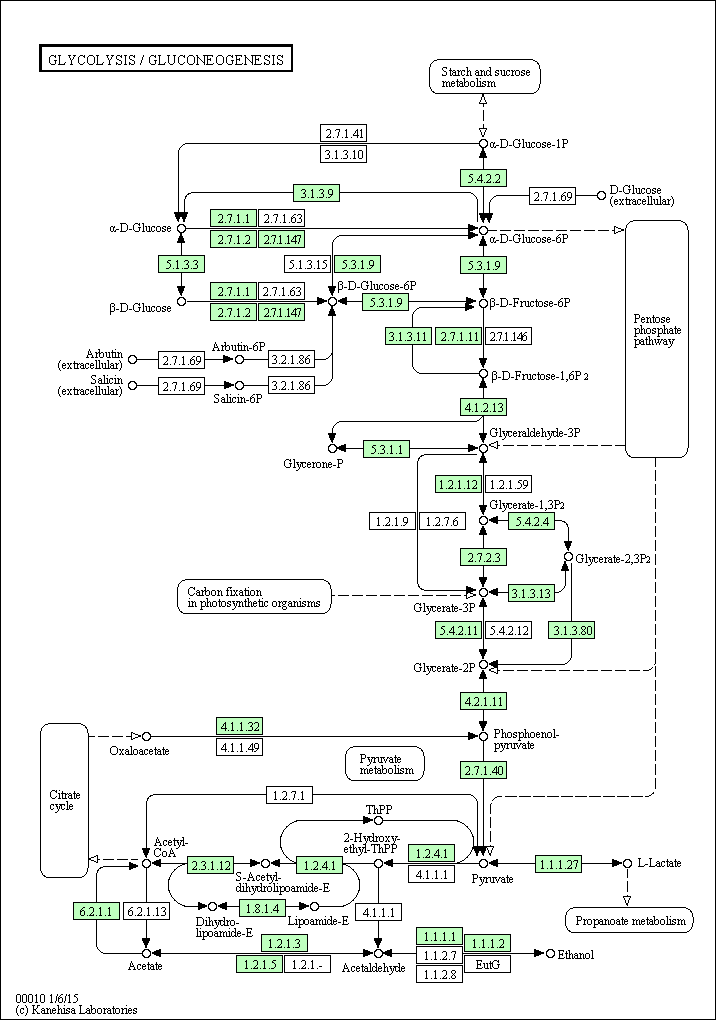 GLYCOLYSIS / GLUCONEOGENESIS
Starch and sucrose
metabolism
2.7.1.41
3.1.3.10
α-D-Glucose-1P
5.4.2.2
3.1.3.9
2.7.1.69
D-Glucose
(extracellular)
α-D-Glucose
2.7.1.1
2.7.1.63
2.7.1.2
2.7.1.147
α-D-Glucose-6P
5.1.3.3
5.1.3.15
5.3.1.9
5.3.1.9
β-D-Glucose-6P
β-D-Glucose
2.7.1.1
2.7.1.63
2.7.1.2
2.7.1.147
5.3.1.9
β-D-Fructose-6P
Pentose
phosphate
pathway
3.1.3.11
2.7.1.11
2.7.1.146
Arbutin
(extracellular)
2.7.1.69
Arbutin-6P
3.2.1.86
Salicin
(extracellular)
2.7.1.69
Salicin-6P
3.2.1.86
β-D-Fructose-1,6P2
4.1.2.13
Glyceraldehyde-3P
5.3.1.1
Glycerone-P
1.2.1.12
1.2.1.59
Glycerate-1,3P2
1.2.1.9
1.2.7.6
5.4.2.4
2.7.2.3
Glycerate-2,3P2
Carbon fixation
in photosynthetic organisms
3.1.3.13
Glycerate-3P
5.4.2.11
5.4.2.12
3.1.3.80
Glycerate-2P
4.2.1.11
4.1.1.32
4.1.1.49
Oxaloacetate
Phosphoenol-
pyruvate
Pyruvate
metabolism
2.7.1.40
Citrate
cycle
1.2.7.1
ThPP
2-Hydroxy-
ethyl-ThPP
Acetyl-
CoA
2.3.1.12
1.2.4.1
1.2.4.1
4.1.1.1
S-Acetyl-
dihydrolipoamide-E
Pyruvate
1.1.1.27
L-Lactate
6.2.1.1
6.2.1.13
1.8.1.4
Dihydro-
lipoamide-E
Lipoamide-E
4.1.1.1
Propanoate metabolism
1.2.1.3
1.2.1.5
1.2.1.-
Acetate
Acetaldehyde
1.1.1.1
1.1.1.2
1.1.2.7
EutG
1.1.2.8
Ethanol
00010 1/6/15
(c) Kanehisa Laboratories